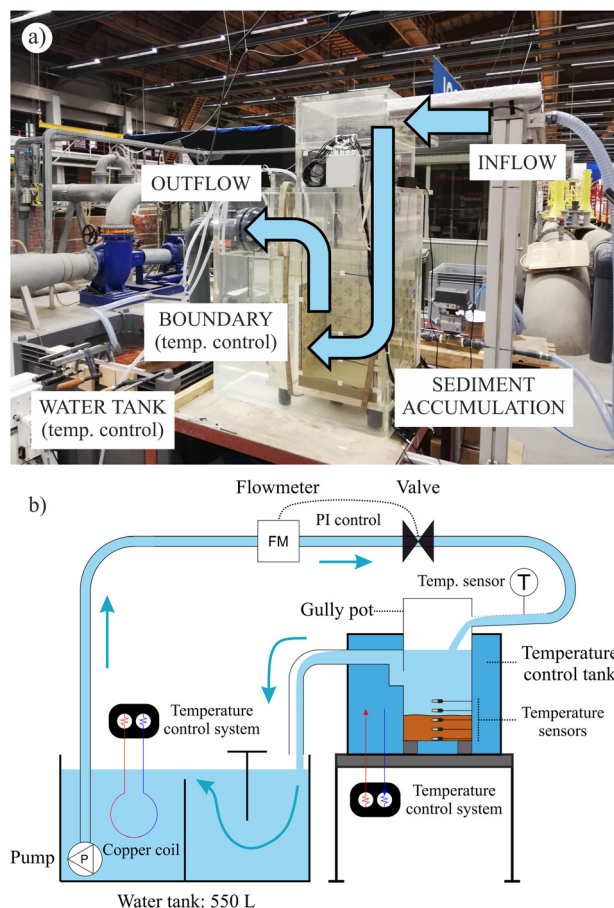 a)
INFLOW
OUTFLOW
BOUNDARY
(temp. control)
SEDIMENT
ACCUMULATION
WATER TANK
(temp. control)
b)
Flowmeter
Valve
PI control
FM
Temp. sensor
T
Gully pot
Temperature
control tank
Temperature
control system
Temperature
sensors
Temperature
control system
Copper coil
Pump
P
Water tank: 550 L